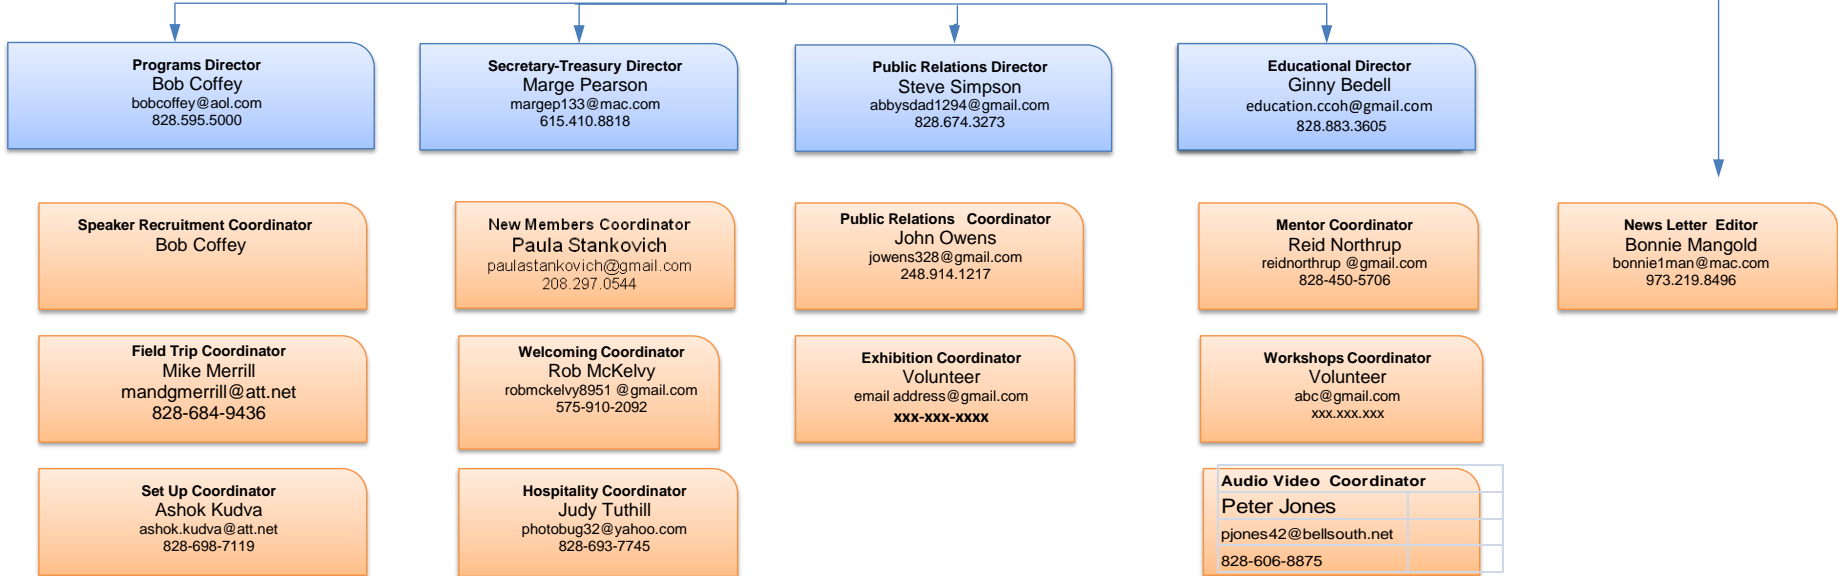 Programs Director
Bob Coffey
bobcoffey@aol.com
828.595.5000
Secretary-Treasury Director
Marge Pearson
margep133@mac.com
615.410.8818
Public Relations Director
Steve Simpson
abbysdad1294@gmail.com
828.674.3273
Educational Director
Ginny Bedell
education.ccoh@gmail.com
828.883.3605
Speaker Recruitment Coordinator
Bob Coffey
New Members Coordinator
Paula Stankovich
paulastankovich@gmail.com
208.297.0544
Public Relations Coordinator
John Owens
jowens328@gmail.com
248.914.1217
Mentor Coordinator
Reid Northrup
reidnorthrup @gmail.com
828-450-5706
News Letter Editor
Bonnie Mangold
bonnie1man@mac.com
973.219.8496
Field Trip Coordinator
Mike Merrill
mandgmerrill@att.net
828-684-9436
Welcoming Coordinator
Rob McKelvy
robmckelvy8951 @gmail.com
575-910-2092
Exhibition Coordinator
Volunteer
email address@gmail.com
xxx-xxx-xxxx
Workshops Coordinator
Volunteer
abc@gmail.com
xxx.xxx.xxx
Set Up Coordinator
Ashok Kudva
ashok.kudva@att.net
828-698-7119
Hospitality Coordinator
Judy Tuthill
photobug32@yahoo.com
828-693-7745
Audio Video Coordinator
Peter Jones
pjones42@bellsouth.net
828-606-8875